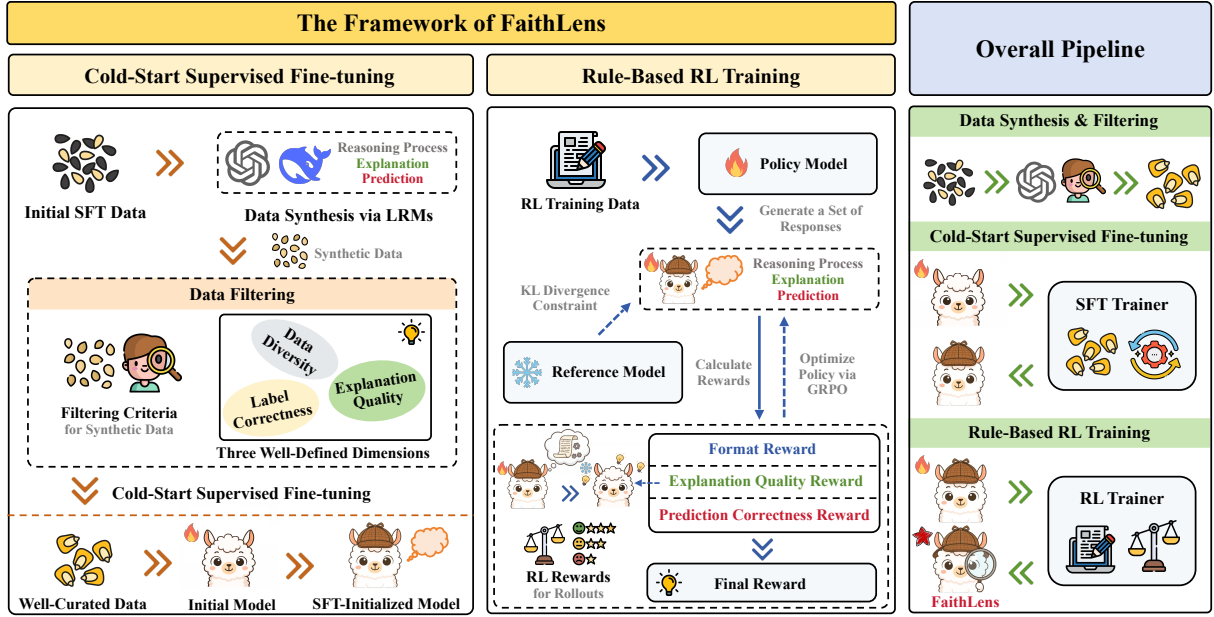 The Framework of FaithLens
Cold-Start Supervised Fine-tuning
Initial SFT Data
Reasoning Process
Explanation
Prediction
Data Synthesis via LRMs
Synthetic Data
Data Filtering
Filtering Criteria
for Synthetic Data
Data
Diversity
Label
Correctness
Explanation
Quality
Three Well-Defined Dimensions
Cold-Start Supervised Fine-tuning
Well-Curated Data
Initial Model
SFT-Initialized Model
Rule-Based RL Training
RL Training Data
Policy Model
Generate a Set of
Responses
Reasoning Process
Explanation
Prediction
KL Divergence
Constraint
Reference Model
Calculate
Rewards
Optimize
Policy via
GRPO
Format Reward
Explanation Quality Reward
Prediction Correctness Reward
RL Rewards
for Rollouts
Final Reward
Overall Pipeline
Data Synthesis & Filtering
Cold-Start Supervised Fine-tuning
SFT Trainer
Rule-Based RL Training
RL Trainer
FaithLens